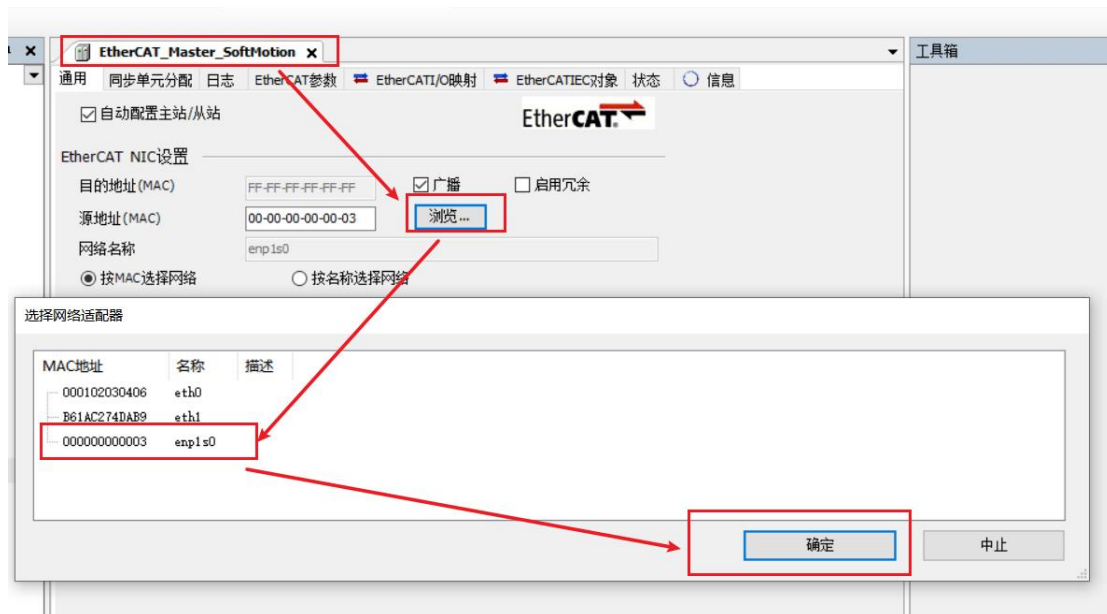 EtherCAT_Master_SoftMotion
工具箱
通用 同步单元分配 日志 EtherCAT参数 EtherCATI/O映射 EtherCATIEC对象 状态 信息
自动配置主站/从站
EtherCAT
EtherCAT NIC设置
目的地址(MAC) FF-FF-FF-FF-FF-FF 广播 启用冗余
源地址(MAC) 00-00-00-00-00-03 浏览...
网络名称 enp1s0
按MAC选择网络 按名称选择网络
选择网络适配器
MAC地址 名称 描述
000102030406 eth0
B61AC274DAB9 eth1
000000000003 enp1s0
确定 中止